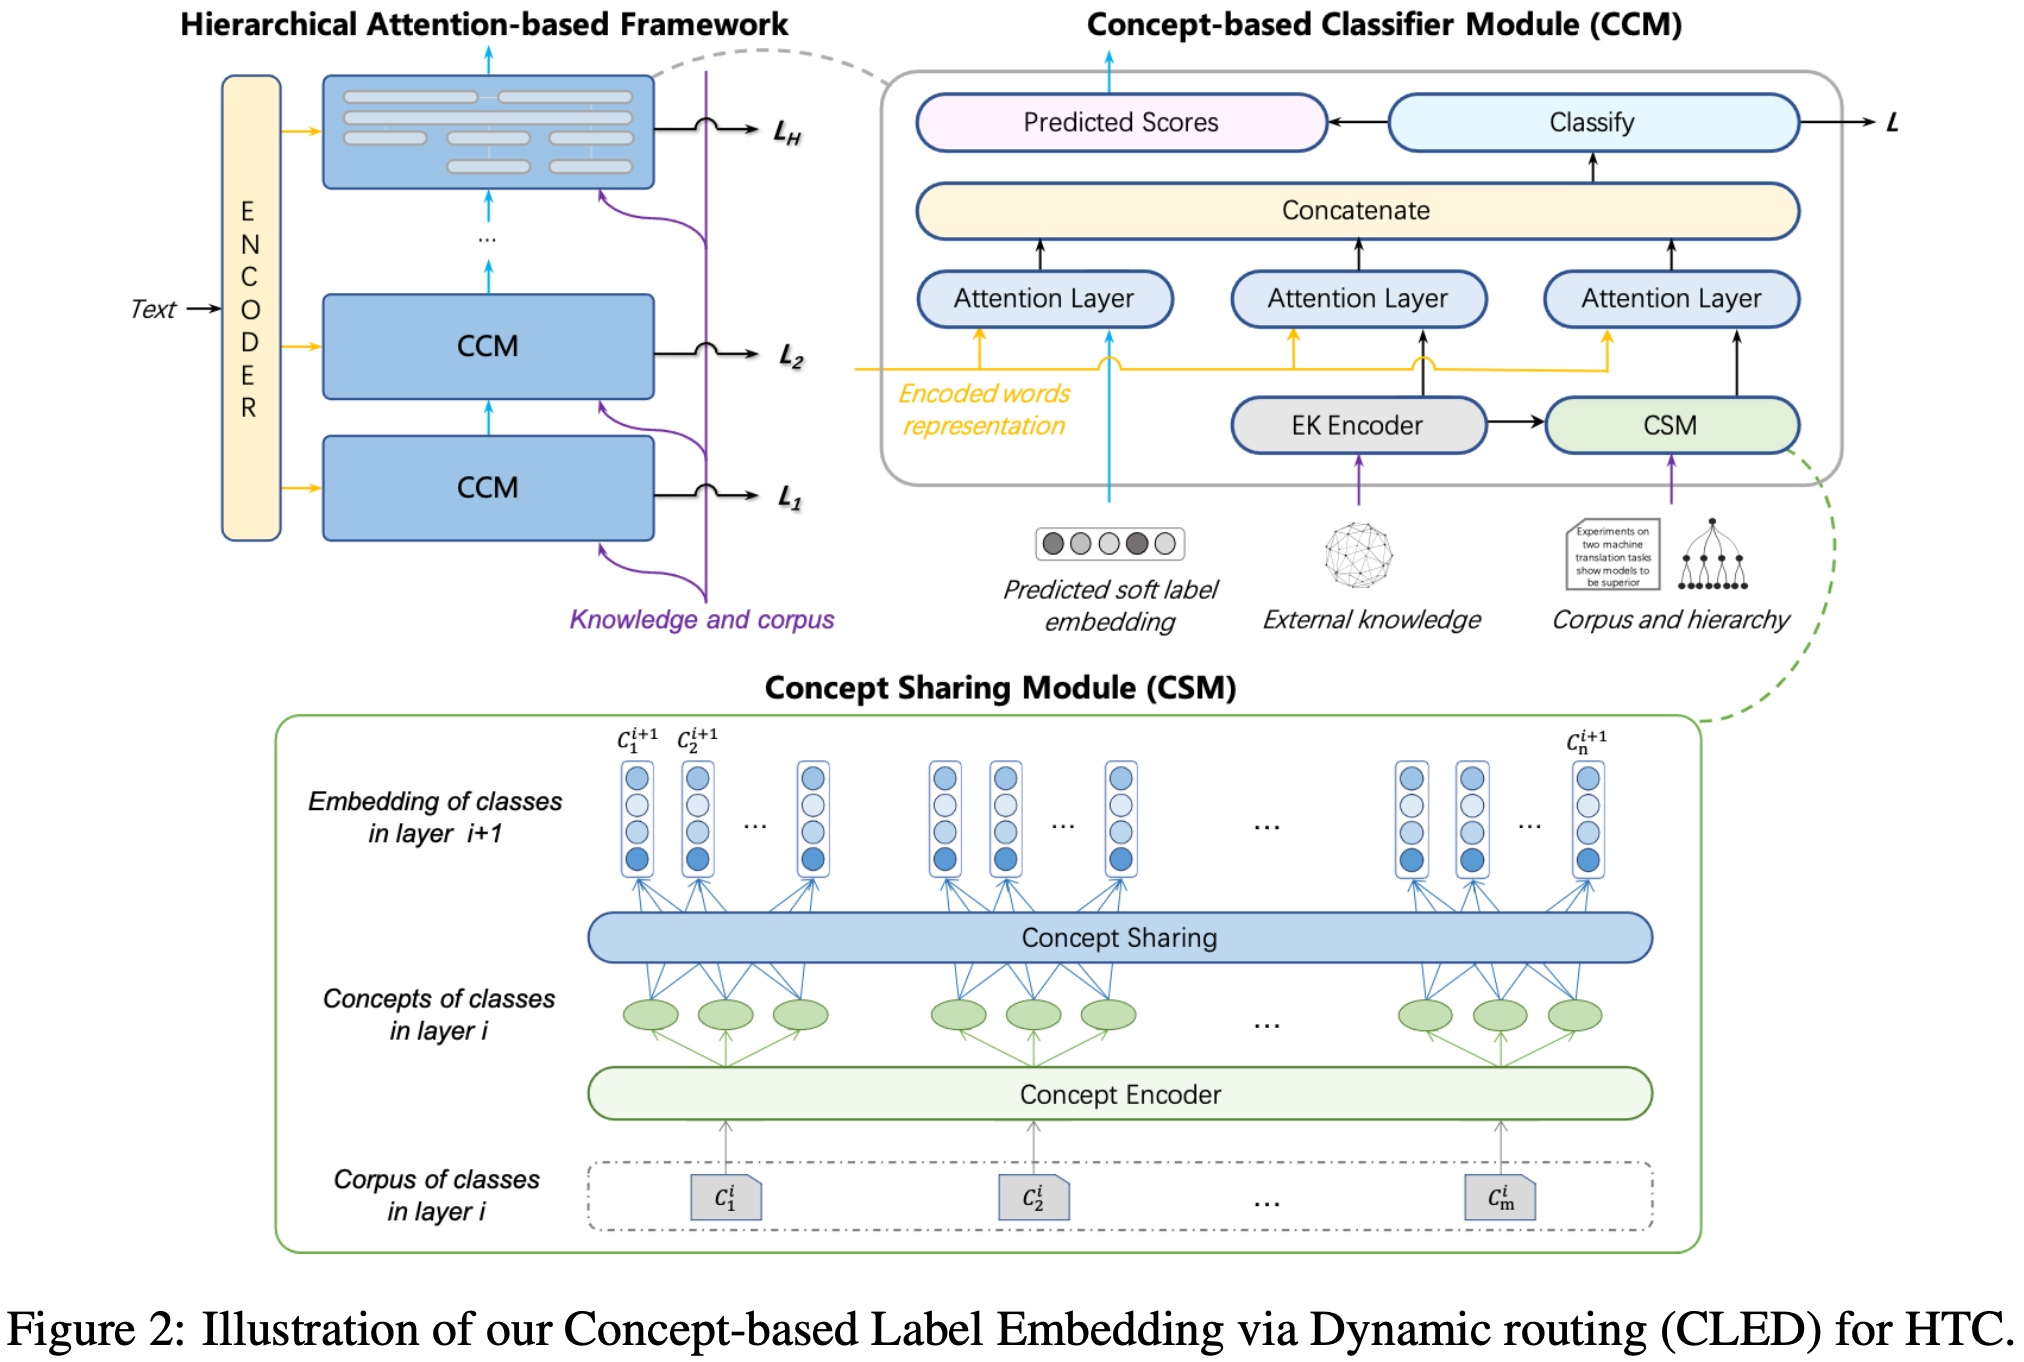 Hierarchical Attention-based Framework
ENCODER
Text
...
CCM
CCM
L_H
L_2
L_1
Knowledge and corpus
Concept-based Classifier Module (CCM)
Predicted Scores
Classify
L
Concatenate
Attention Layer
Attention Layer
Attention Layer
Encoded words
representation
EK Encoder
CSM
Predicted soft label
embedding
External knowledge
Experiments on
two machine
translation tasks
show models to
be superior
Corpus and hierarchy
Concept Sharing Module (CSM)
C_1^{i+1}
C_2^{i+1}
C_n^{i+1}
Embedding of classes
in layer i+1
...
...
...
...
Concept Sharing
Concepts of classes
in layer i
...
Concept Encoder
Corpus of classes
in layer i
C_1^i
C_2^i
...
C_m^i
Figure 2: Illustration of our Concept-based Label Embedding via Dynamic routing (CLED) for HTC.